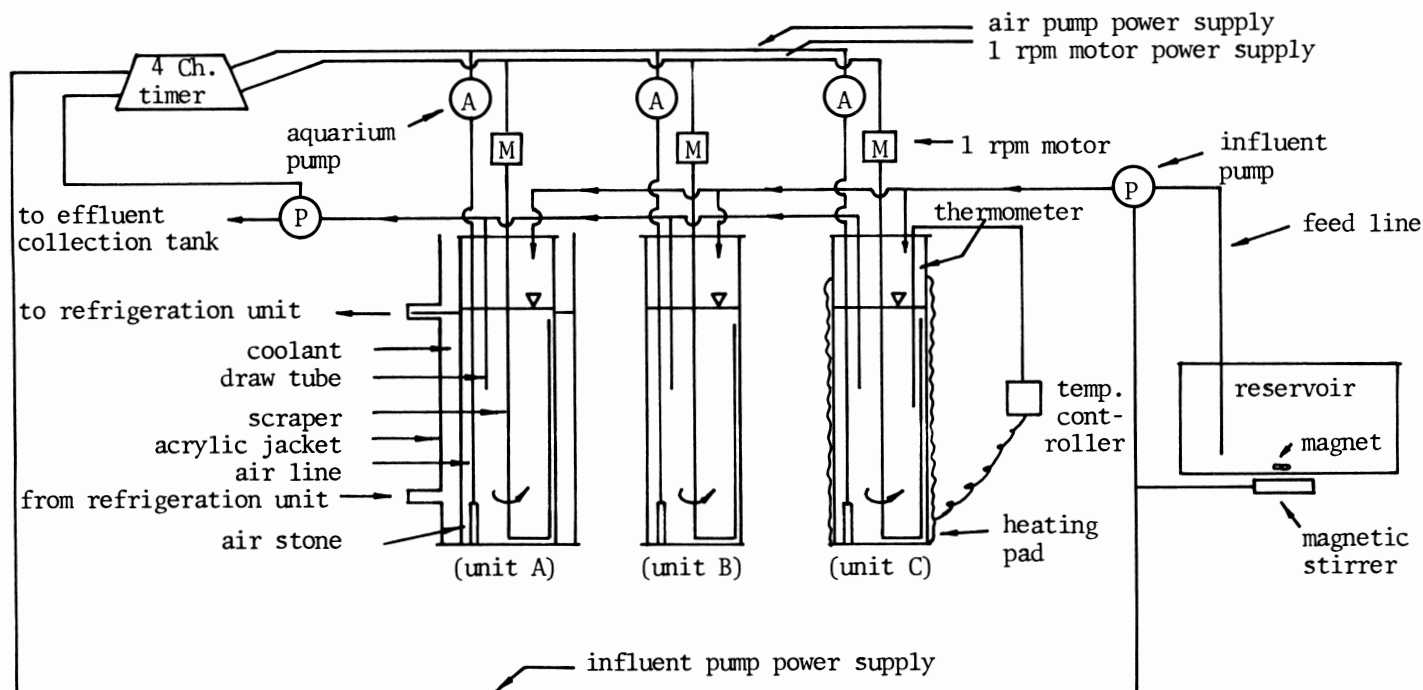 air pump power supply
1 rpm motor power supply
4 Ch.
timer
A
A
A
aquarium
pump
M
M
M
1 rpm motor
influent
pump
P
P
to effluent
collection tank
thermometer
feed line
to refrigeration unit
coolant
draw tube
scraper
acrylic jacket
air line
from refrigeration unit
air stone
temp.
cont-
roller
reservoir
magnet
heating
pad
magnetic
stirrer
(unit A)
(unit B)
(unit C)
influent pump power supply